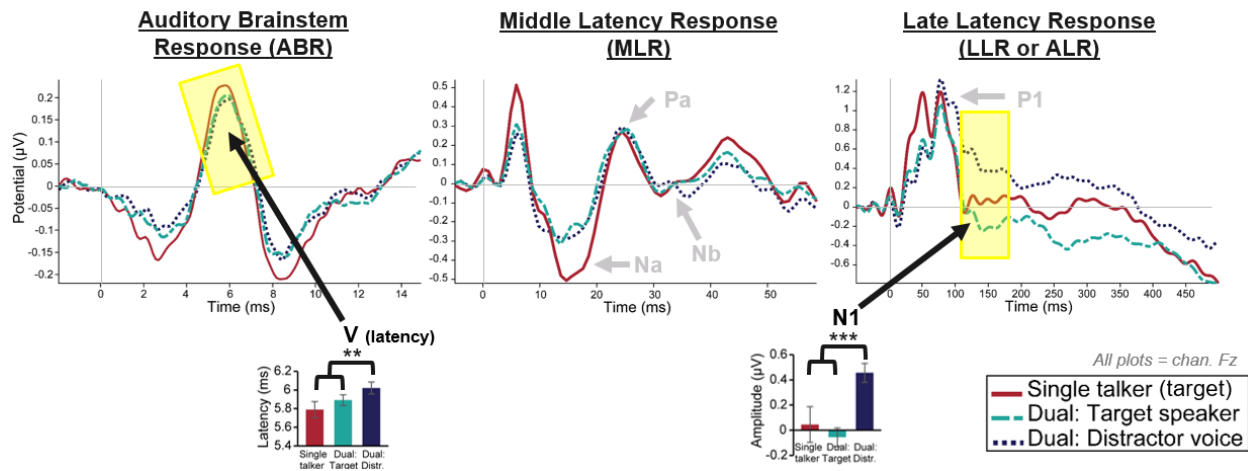 Auditory Brainstem
Response (ABR)
Middle Latency Response
(MLR)
Late Latency Response
(LLR or ALR)
Potential (µV)
0.2
0.15
0.1
0.05
0
-0.05
-0.1
-0.15
-0.2
0 2 4 6 8 10 12 14
Time (ms)
0.5
0.4
0.3
0.2
0.1
0
-0.1
-0.2
-0.3
-0.4
-0.5
0 10 20 30 40 50
Time (ms)
Pa
Na
Nb
1.2
1
0.8
0.6
0.4
0.2
0
-0.2
-0.4
-0.6
0 50 100 150 200 250 300 350 400 450
Time (ms)
P1
V (latency)
**
Latency (ms)
6.2
6
5.8
5.6
5.4
Single talker
Dual: Target
Dual: Distr.
N1
***
Amplitude (µV)
0.6
0.4
0.2
0
-0.2
Single talker
Dual: Target
Dual: Distr.
All plots = chan. Fz
Single talker (target)
Dual: Target speaker
Dual: Distractor voice